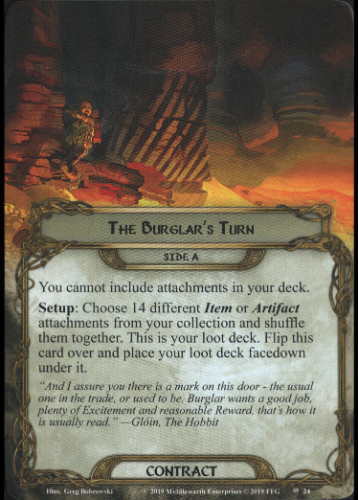 The Burglar's Turn
Side A
You cannot include attachments in your deck.
Setup: Choose 14 different Item or Artifact
attachments from your collection and shuffle
them together. This is your loot deck. Flip this
card over and place your loot deck facedown
under it.
"And I assure you there is a mark on this door - the usual
one in the trade, or used to be. Burglar wants a good job,
plenty of Excitement and reasonable Reward. that's how it
is usually read." —Glóin, The Hobbit
CONTRACT
Illus. Greg Bobrowski © 2019 Middle-earth Enterprises © 2019 FFG 24